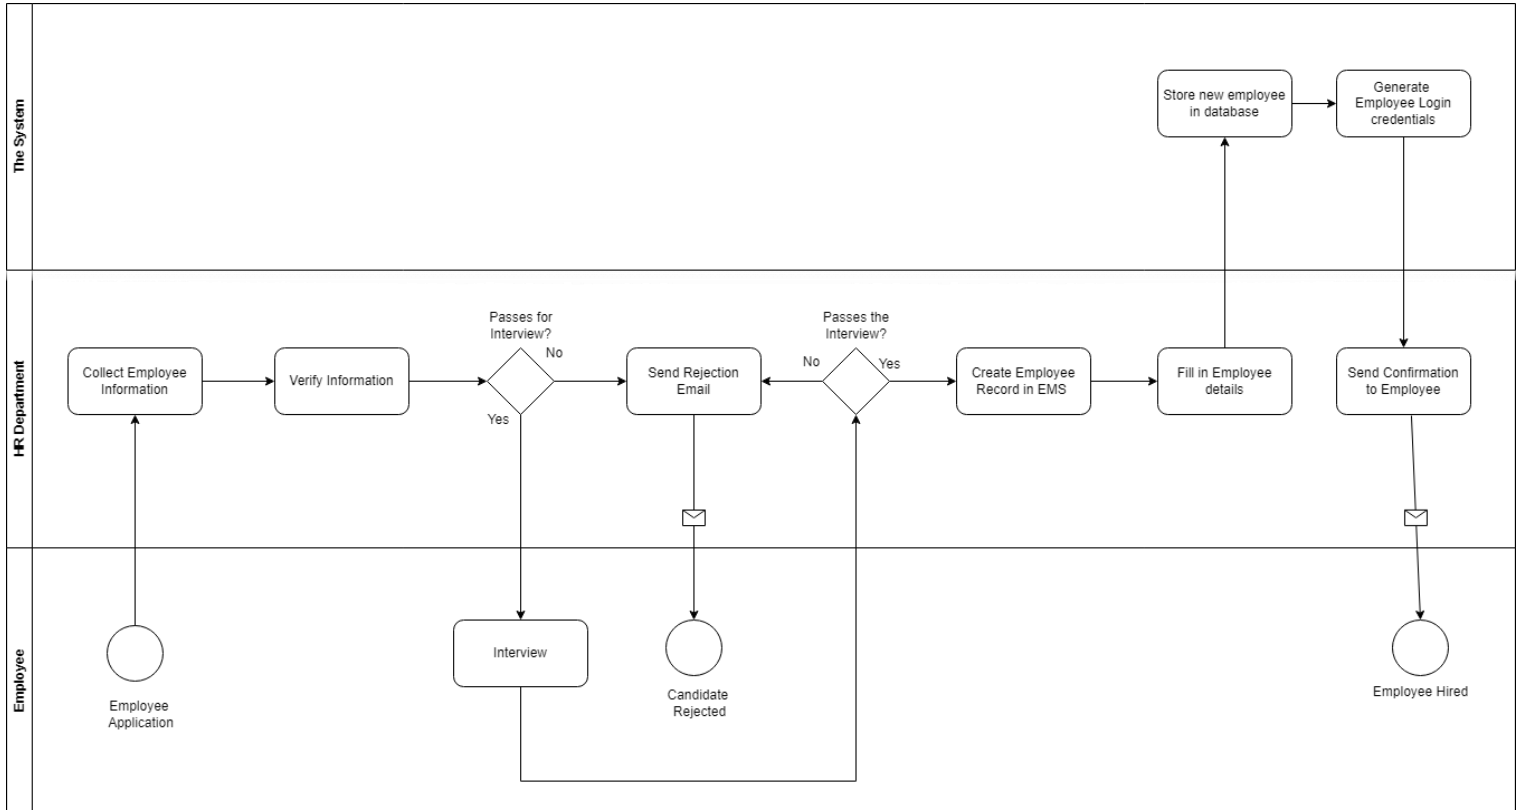 The System
Store new employee
in database
Generate
Employee Login
credentials
HR Department
Collect Employee
Information
Verify Information
Passes for
Interview?
No
Yes
Send Rejection
Email
Passes the
Interview?
No
Yes
Create Employee
Record in EMS
Fill in Employee
details
Send Confirmation
to Employee
Employee
Employee
Application
Interview
Candidate
Rejected
Employee Hired